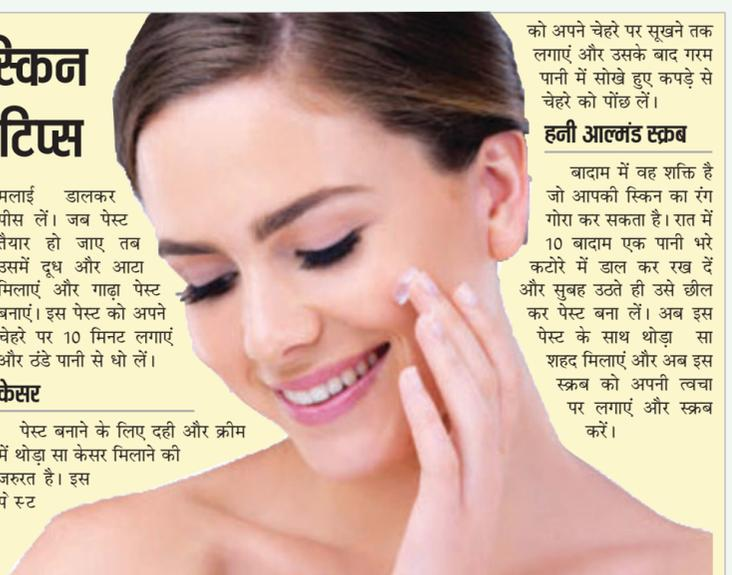 स्किन
टिप्स
मलाई डालकर
पीस लें। जब पेस्ट
तैयार हो जाए तब
उसमें दूध और आटा
मिलाएं और गाढ़ा पेस्ट
बनाएं। इस पेस्ट को अपने
चेहरे पर 10 मिनट लगाएं
और ठंडे पानी से धो लें।
केसर
पेस्ट बनाने के लिए दही और क्रीम
में थोड़ा सा केसर मिलाने की
जरुरत है। इस
पे स्ट
को अपने चेहरे पर सूखने तक
लगाएं और उसके बाद गरम
पानी में सोखे हुए कपड़े से
चेहरे को पोंछ लें।
हनी आल्मंड स्क्रब
बादाम में वह शक्ति है
जो आपकी स्किन का रंग
गोरा कर सकता है। रात में
10 बादाम एक पानी भरे
कटोरे में डाल कर रख दें
और सुबह उठते ही उसे छील
कर पेस्ट बना लें। अब इस
पेस्ट के साथ थोड़ा सा
शहद मिलाएं और अब इस
स्क्रब को अपनी त्वचा
पर लगाएं और स्क्रब
करें।